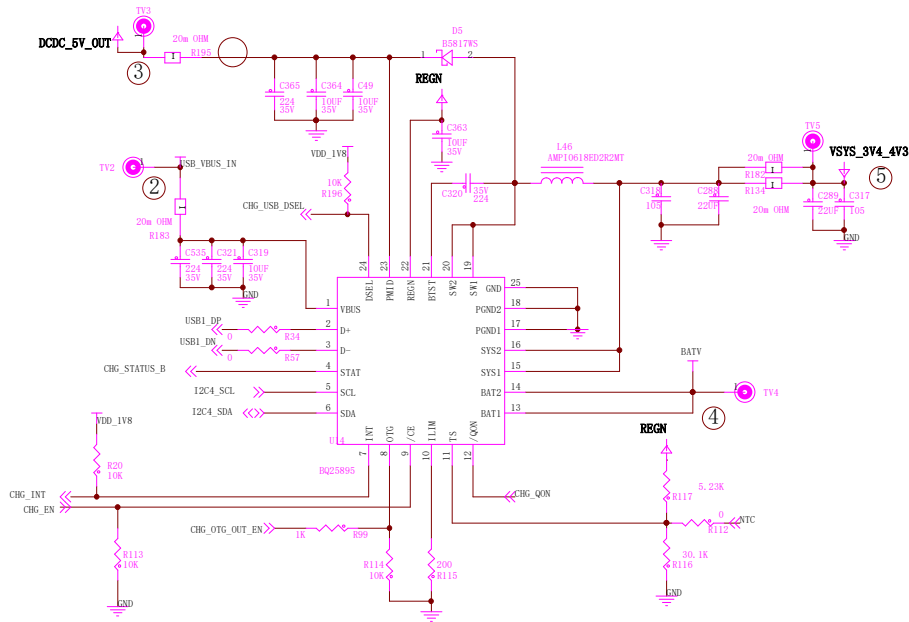 TV3
DCDC_5V_OUT
20m OHM
R195
3
D5
B5817WS
1
2
REGN
C365
224
35V
C364
10UF
35V
C49
10UF
35V
C363
10UF
35V
VDD_1V8
10K
R196
CHG_USB_DSEL
C320
35V
224
L46
AMPI0618ED2R2MT
TV5
1
VSYS_3V4_4V3
20m OHM
1
R182
1
R134
20m OHM
5
C318
105
C288
22UF
C289
22UF
C317
105
GND
TV2
1
USB_VBUS_IN
2
1
20m OHM
R183
C535
224
35V
C321
224
35V
C319
10UF
35V
GND
24
23
22
21
20
19
DSEL
PMID
REGN
BTST
SW2
SW1
1
VBUS
2
D+
3
D-
4
STAT
5
SCL
6
SDA
GND
25
PGND2
18
PGND1
17
SYS2
16
SYS1
15
BAT2
14
BAT1
13
USB1_DP
0
R34
USB1_DN
0
R57
CHG_STATUS_B
I2C4_SCL
I2C4_SDA
BATV
1
TV4
4
INT
OTG
/CE
ILIM
TS
/QON
U14
BQ25895
7
8
9
10
11
12
VDD_1V8
R20
10K
CHG_INT
CHG_EN
R113
10K
GND
CHG_OTG_OUT_EN
1K
R99
R114
10K
200
R115
CHG_QON
REGN
5.23K
R117
0
R112
NTC
30.1K
R116
GND